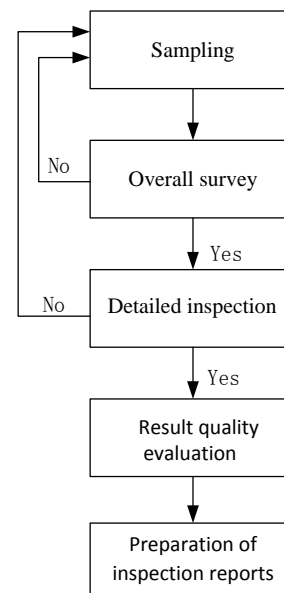 Sampling
No
Overall survey
Yes
No
Detailed inspection
Yes
Result quality
evaluation
Preparation of
inspection reports